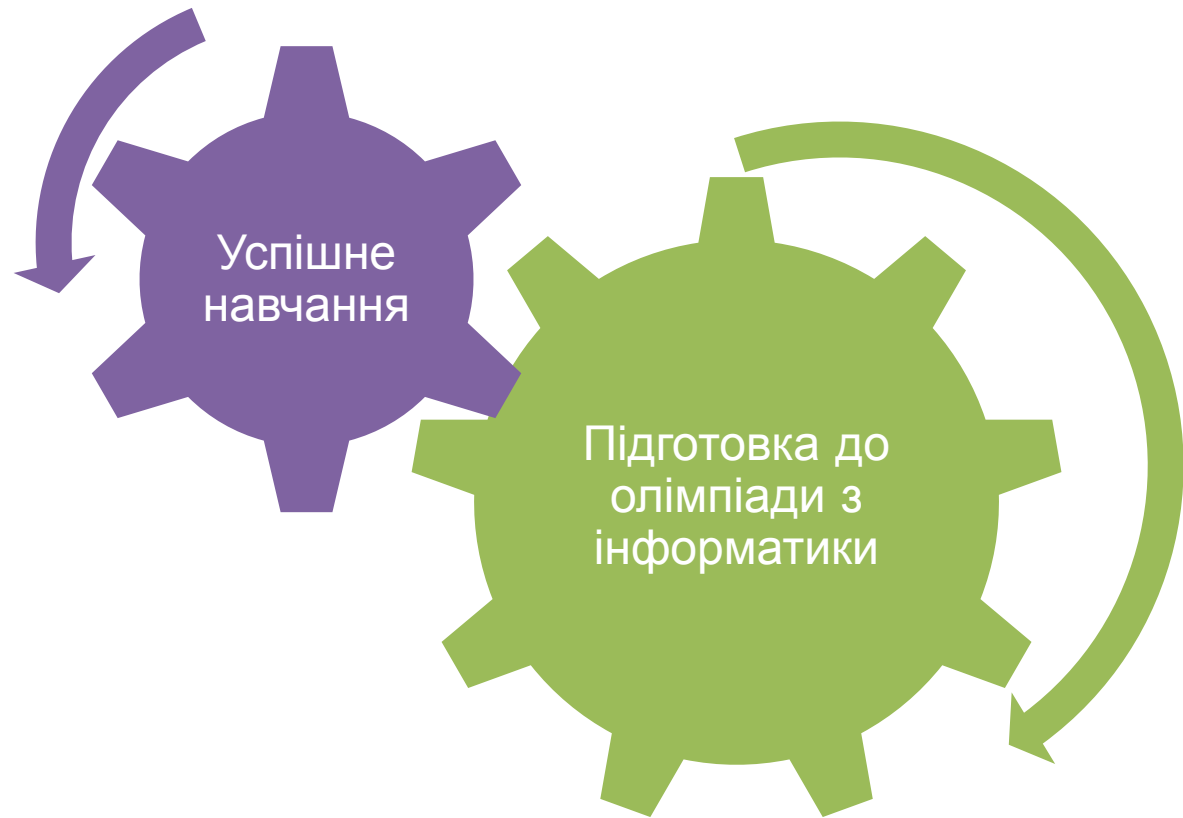 Успішне
навчання
Підготовка до
олімпіади з
інформатики